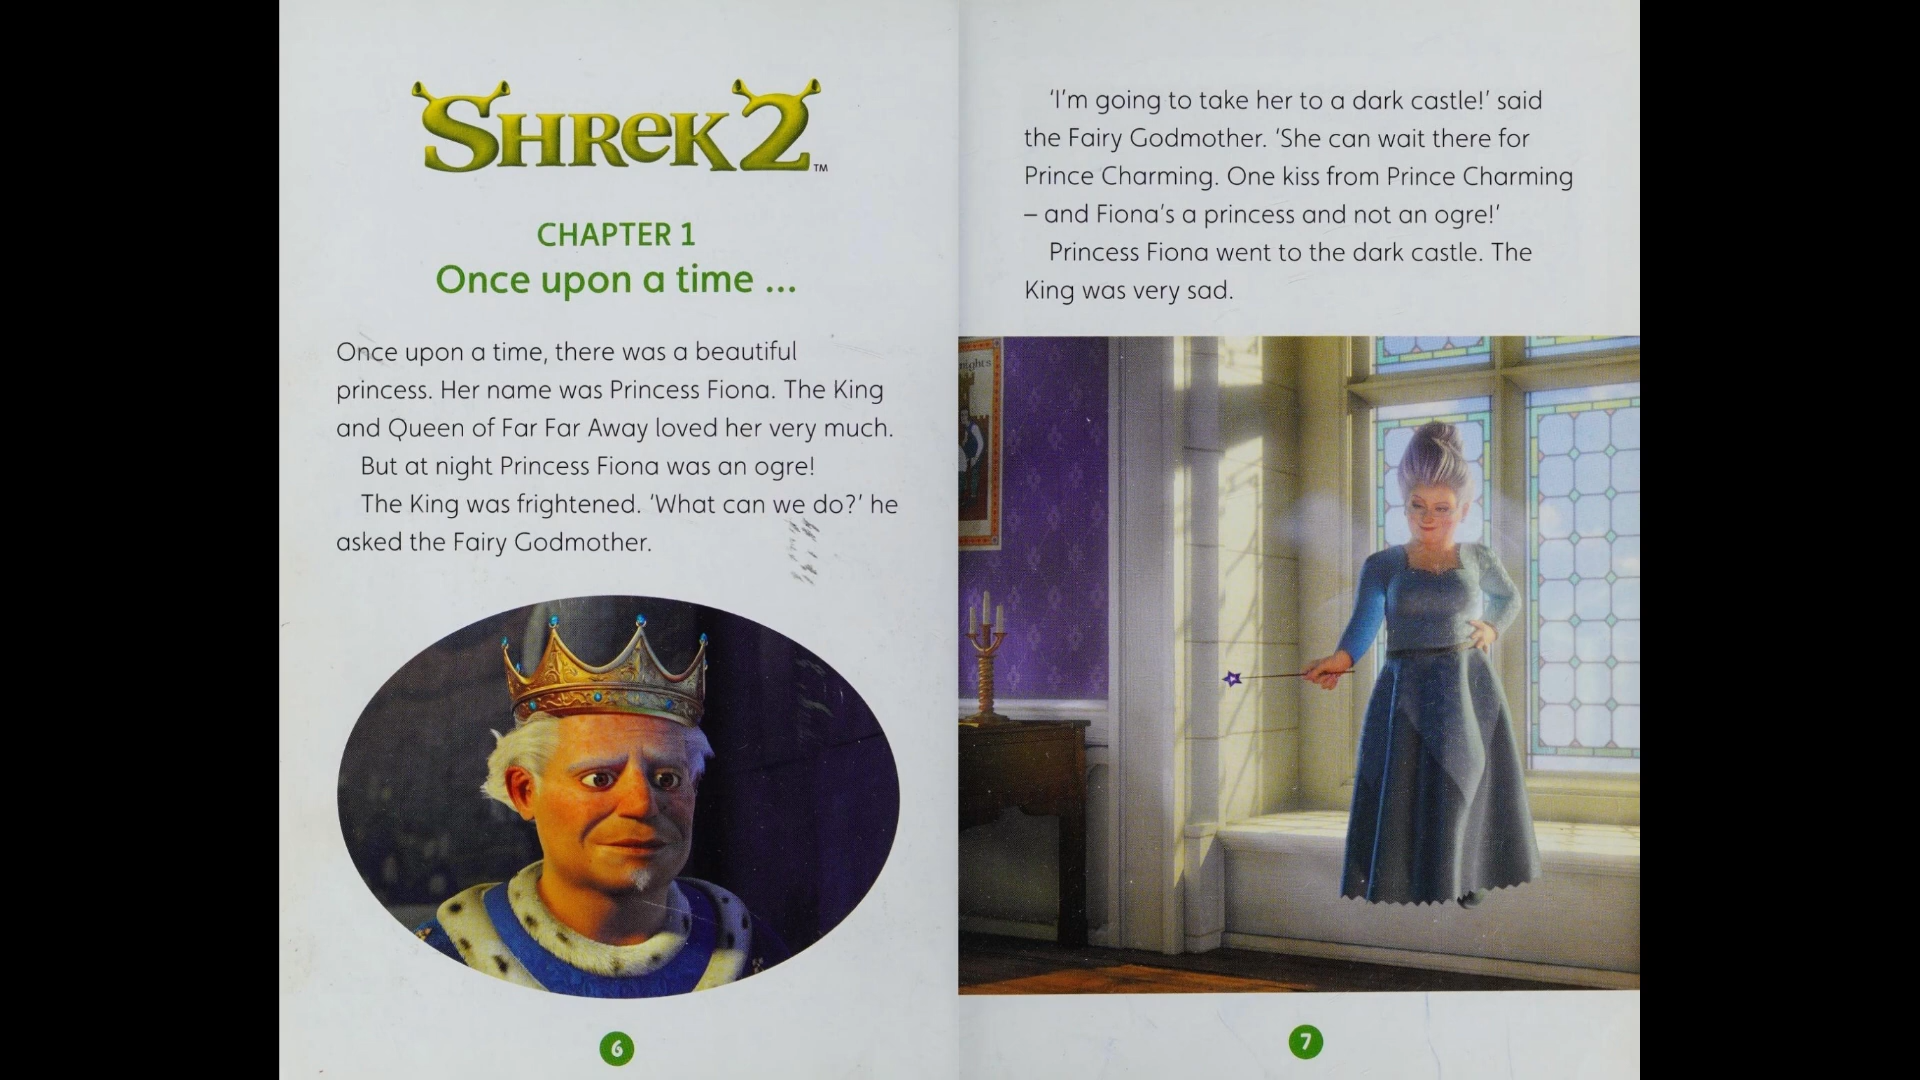 SHREK 2™
CHAPTER 1
Once upon a time ...
Once upon a time, there was a beautiful
princess. Her name was Princess Fiona. The King
and Queen of Far Far Away loved her very much.
But at night Princess Fiona was an ogre!
The King was frightened. ‘What can we do?’ he
asked the Fairy Godmother.
6
‘I’m going to take her to a dark castle!’ said
the Fairy Godmother. ‘She can wait there for
Prince Charming. One kiss from Prince Charming
– and Fiona’s a princess and not an ogre!’
Princess Fiona went to the dark castle. The
King was very sad.
7